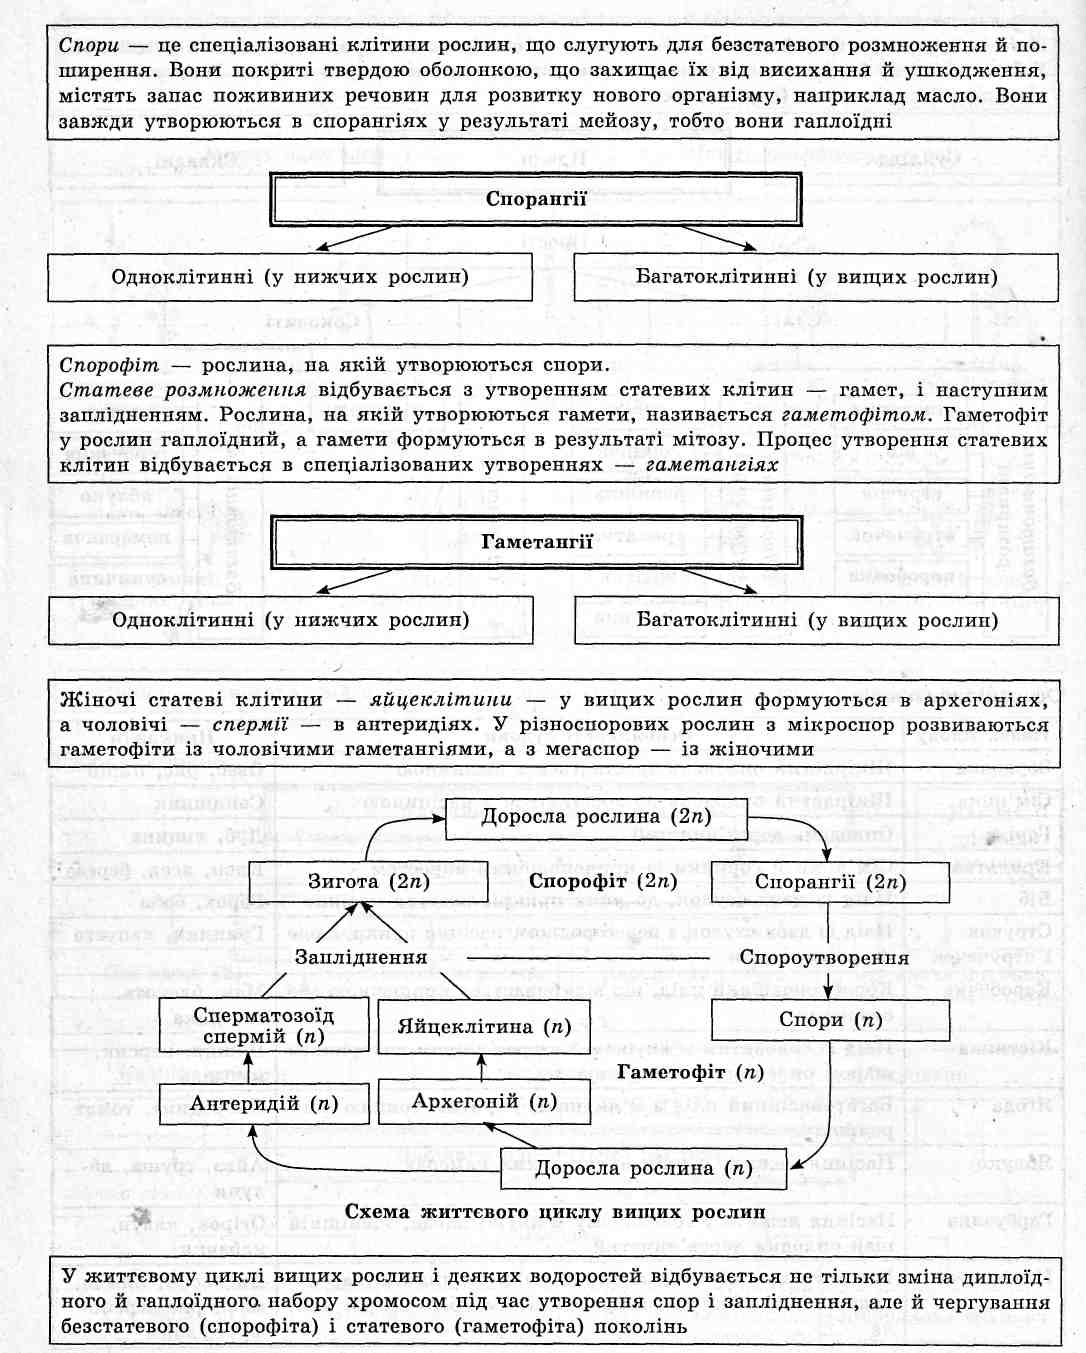 Спори — це спеціалізовані клітини рослин, що слугують для безстатевого розмноження й по-
ширення. Вони покриті твердою оболонкою, що захищає їх від висихання й ушкодження,
містять запас поживиних речовин для розвитку нового організму, наприклад масло. Вони
завжди утворюються в спорангіях у результаті мейозу, тобто вони гаплоїдні
Спорангії
Одноклітинні (у нижчих рослин)
Багатоклітинні (у вищих рослин)
Спорофіт — рослина, на якій утворюються спори.
Статеве розмноження відбувається з утворенням статевих клітин — гамет, і наступним
заплідненням. Рослина, на якій утворюються гамети, називається гаметофітом. Гаметофіт
у рослин гаплоїдний, а гамети формуються в результаті мітозу. Процес утворення статевих
клітин відбувається в спеціалізованих утвореннях — гаметангіях
Гаметангії
Одноклітинні (у нижчих рослин)
Багатоклітинні (у вищих рослин)
Жіночі статеві клітини — яйцеклітини — у вищих рослин формуються в архегоніях,
а чоловічі — спермії — в антеридіях. У різноспорових рослин з мікроспор розвиваються
гаметофіти із чоловічими гаметангіями, а з мегаспор — із жіночими
Доросла рослина (2n)
Зигота (2n)
Спорофіт (2n)
Спорангії (2n)
Запліднення
Спороутворення
Сперматозоїд
спермій (n)
Яйцеклітина (n)
Спори (n)
Гаметофіт (n)
Антеридій (n)
Архегоній (n)
Доросла рослина (n)
Схема життєвого циклу вищих рослин
У життєвому циклі вищих рослин і деяких водоростей відбувається не тільки зміна диплоїд-
ного й гаплоїдного набору хромосом під час утворення спор і запліднення, але й чергування
безстатевого (спорофіта) і статевого (гаметофіта) поколінь